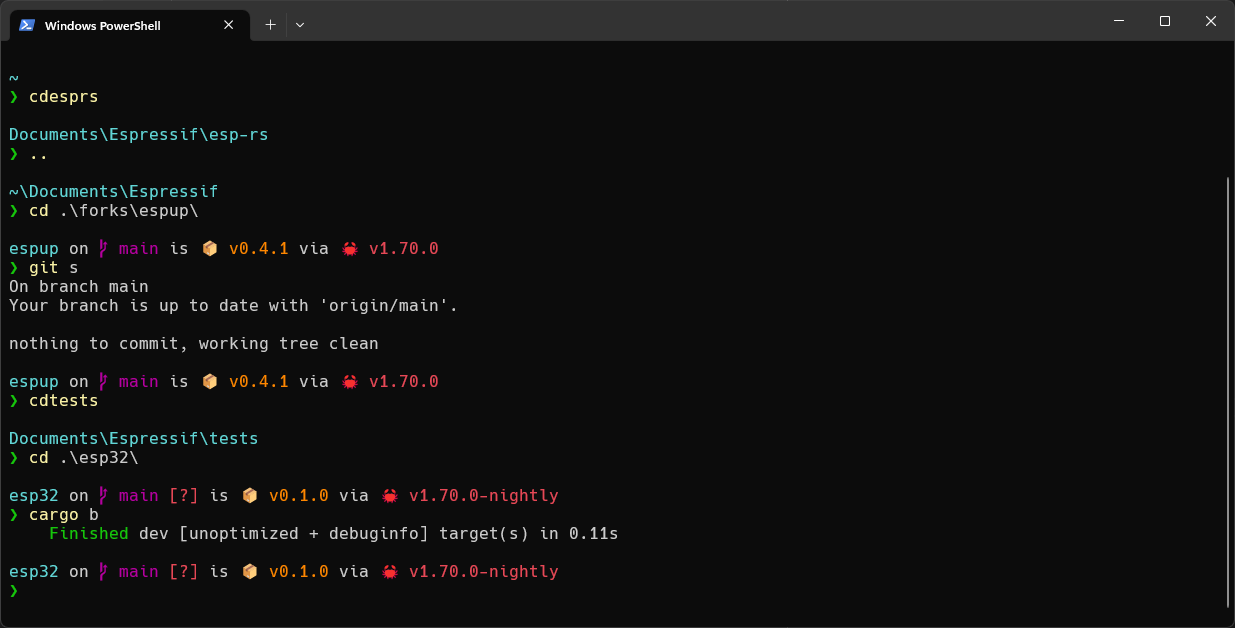 Windows PowerShell
~
❯ cdesprs
Documents\Espressif\esp-rs
❯ ..
~\Documents\Espressif
❯ cd .\forks\espup\
espup on main is 📦 v0.4.1 via 🦀 v1.70.0
❯ git s
On branch main
Your branch is up to date with 'origin/main'.
nothing to commit, working tree clean
espup on main is 📦 v0.4.1 via 🦀 v1.70.0
❯ cdtests
Documents\Espressif\tests
❯ cd .\esp32\
esp32 on main [?] is 📦 v0.1.0 via 🦀 v1.70.0-nightly
❯ cargo b
Finished dev [unoptimized + debuginfo] target(s) in 0.11s
esp32 on main [?] is 📦 v0.1.0 via 🦀 v1.70.0-nightly
❯